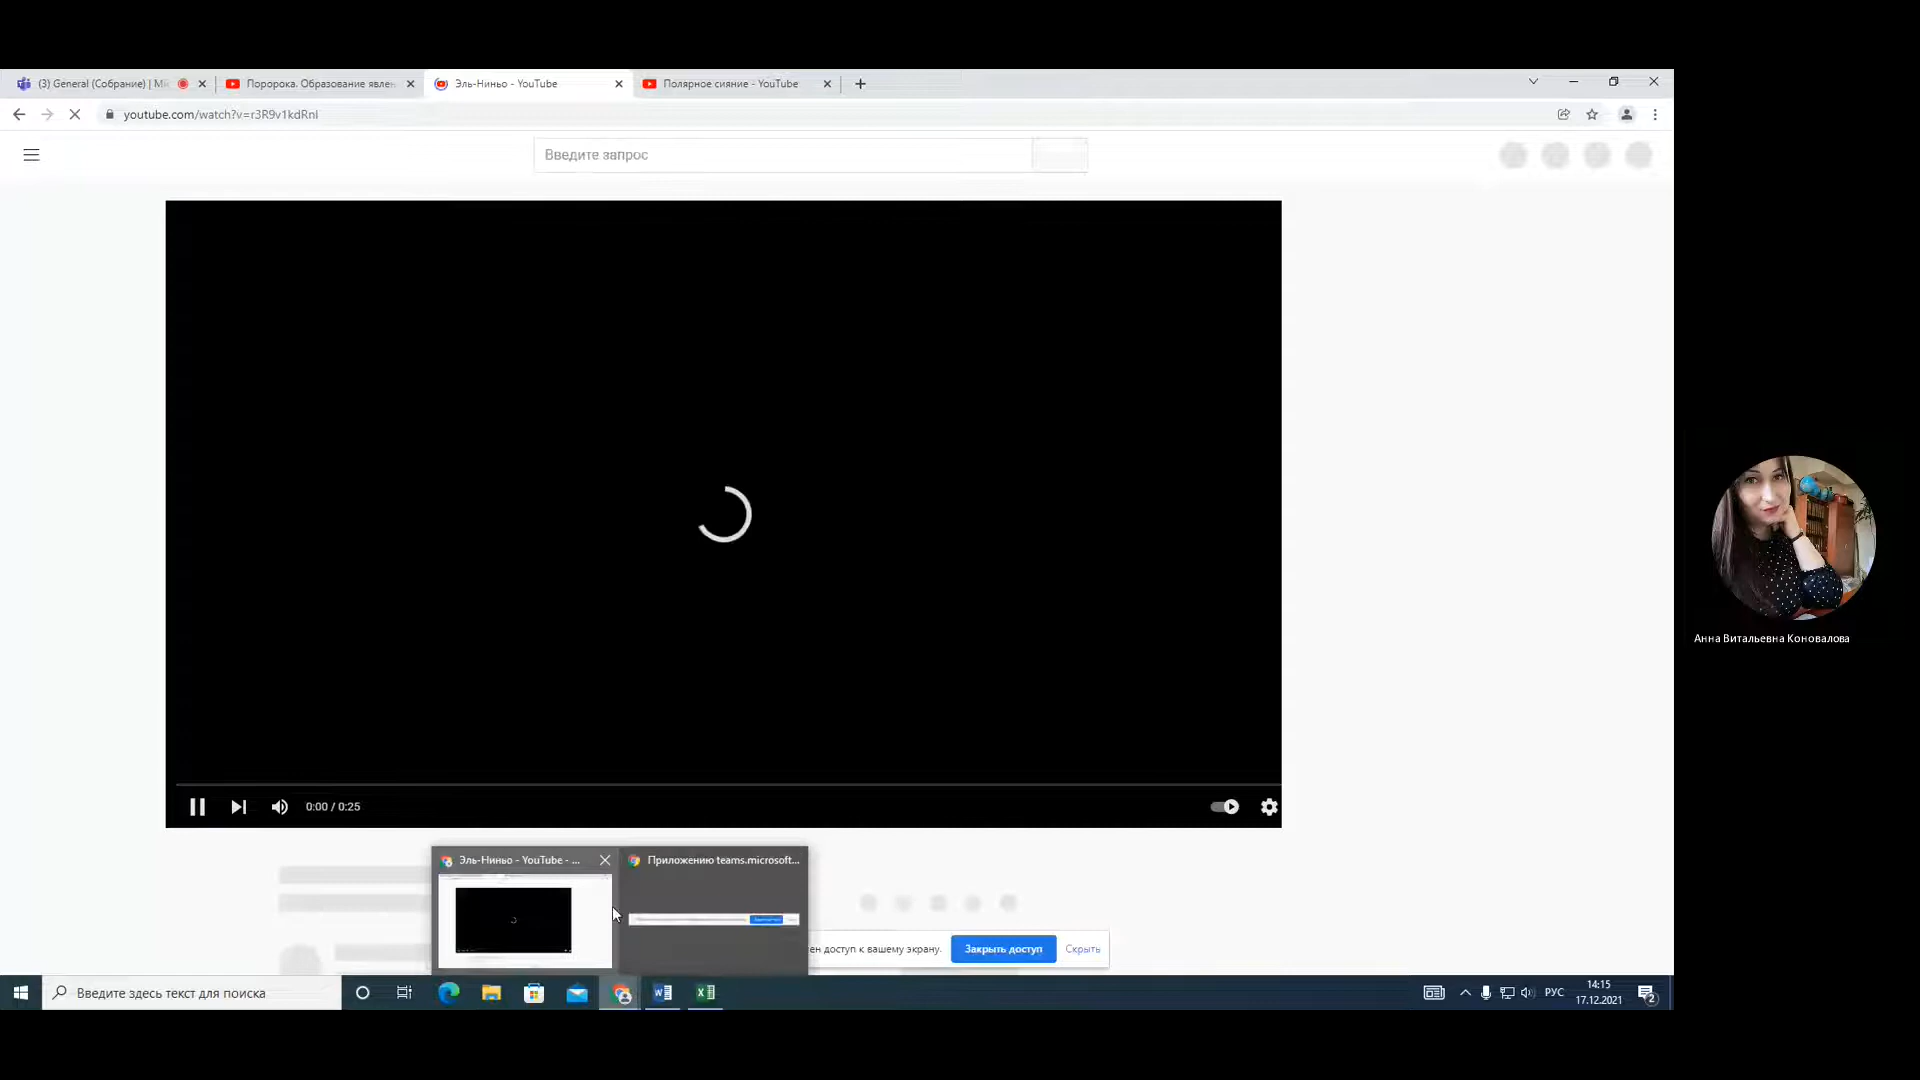 (3) General (Собрание) | Mi
Поророка. Образование явлен
Эль-Ниньо - YouTube
Полярное сияние - YouTube
youtube.com/watch?v=r3R9v1kdRnI
Введите запрос
0:00 / 0:25
Анна Витальевна Коновалова
Эль-Ниньо - YouTube - ...
Приложению teams.microsoft...
ен доступ к вашему экрану.
Закрыть доступ
Скрыть
Введите здесь текст для поиска
РУС
14:15
17.12.2021
2